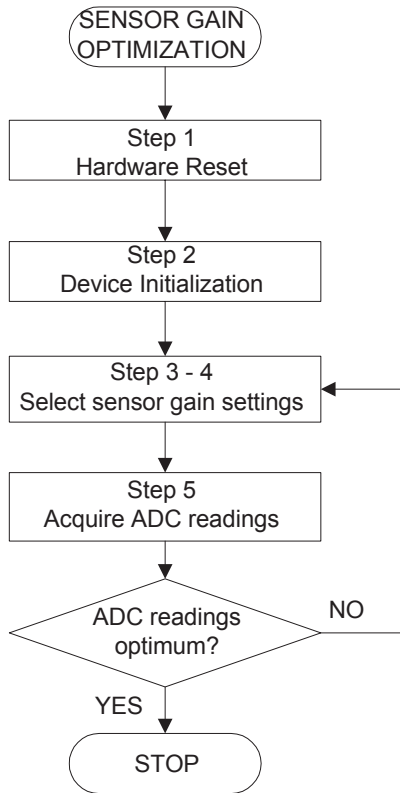 SENSOR GAIN
OPTIMIZATION
Step 1
Hardware Reset
Step 2
Device Initialization
Step 3 - 4
Select sensor gain settings
Step 5
Acquire ADC readings
ADC readings
optimum?
NO
YES
STOP